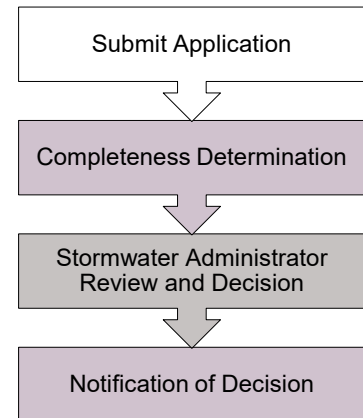 Submit Application
Completeness Determination
Stormwater Administrator
Review and Decision
Notification of Decision